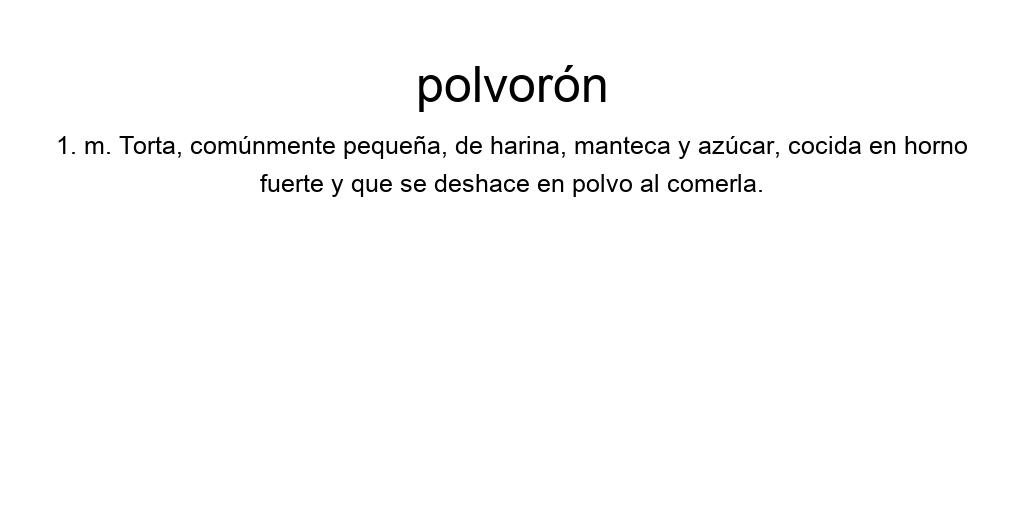 polvorón
1. m. Torta, comúnmente pequeña, de harina, manteca y azúcar, cocida en horno
fuerte y que se deshace en polvo al comerla.